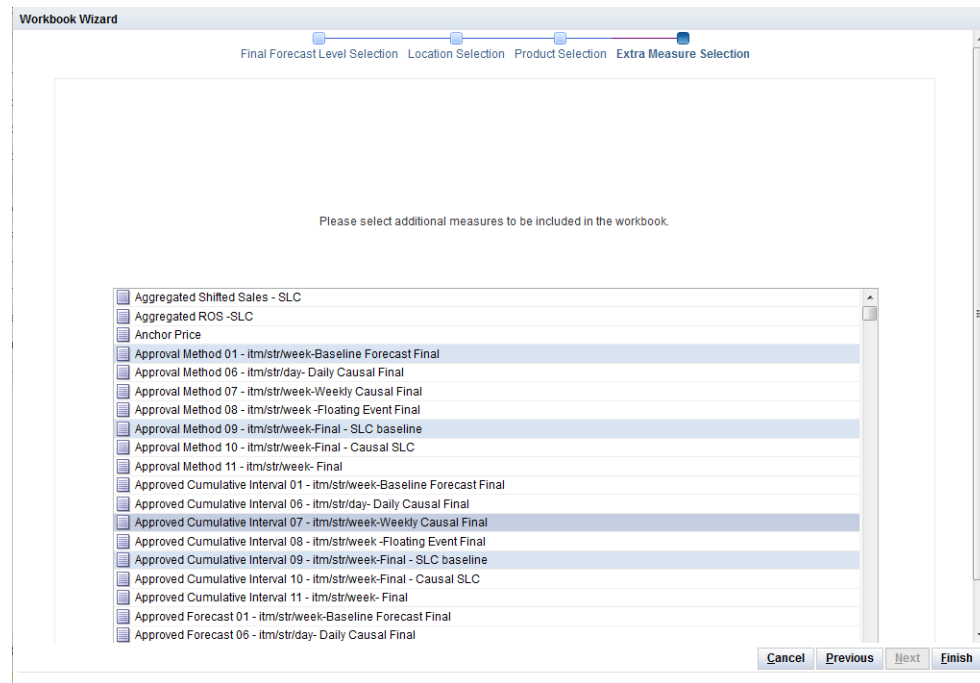 Workbook Wizard
Final Forecast Level Selection Location Selection Product Selection Extra Measure Selection
Please select additional measures to be included in the workbook.
Aggregated Shifted Sales - SLC
Aggregated ROS -SLC
Anchor Price
Approval Method 01 - itm/str/week-Baseline Forecast Final
Approval Method 06 - itm/str/day- Daily Causal Final
Approval Method 07 - itm/str/week-Weekly Causal Final
Approval Method 08 - itm/str/week -Floating Event Final
Approval Method 09 - itm/str/week-Final - SLC baseline
Approval Method 10 - itm/str/week-Final - Causal SLC
Approval Method 11 - itm/str/week- Final
Approved Cumulative Interval 01 - itm/str/week-Baseline Forecast Final
Approved Cumulative Interval 06 - itm/str/day- Daily Causal Final
Approved Cumulative Interval 07 - itm/str/week-Weekly Causal Final
Approved Cumulative Interval 08 - itm/str/week -Floating Event Final
Approved Cumulative Interval 09 - itm/str/week-Final - SLC baseline
Approved Cumulative Interval 10 - itm/str/week-Final - Causal SLC
Approved Cumulative Interval 11 - itm/str/week- Final
Approved Forecast 01 - itm/str/week-Baseline Forecast Final
Approved Forecast 06 - itm/str/day- Daily Causal Final
Cancel Previous Next Finish